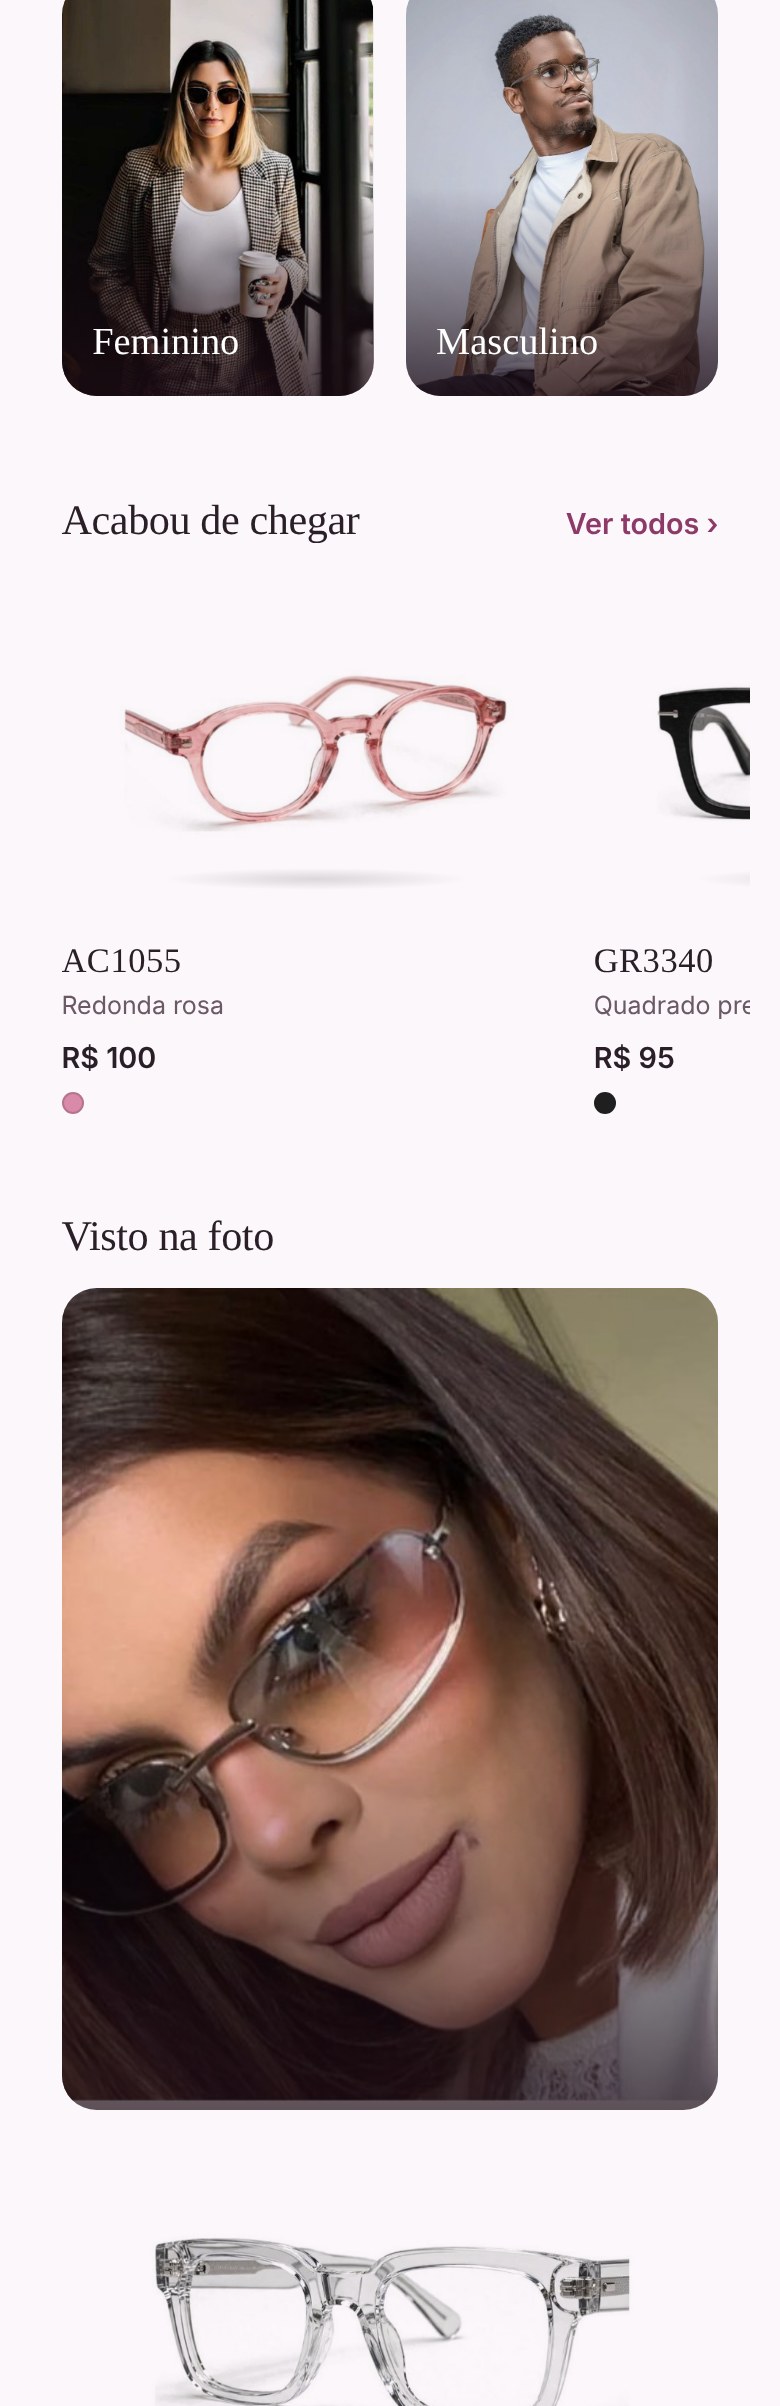 Feminino
Masculino
Acabou de chegar
Ver todos ›
AC1055
Redonda rosa
R$ 100
GR3340
Quadrado pre
R$ 95
Visto na foto